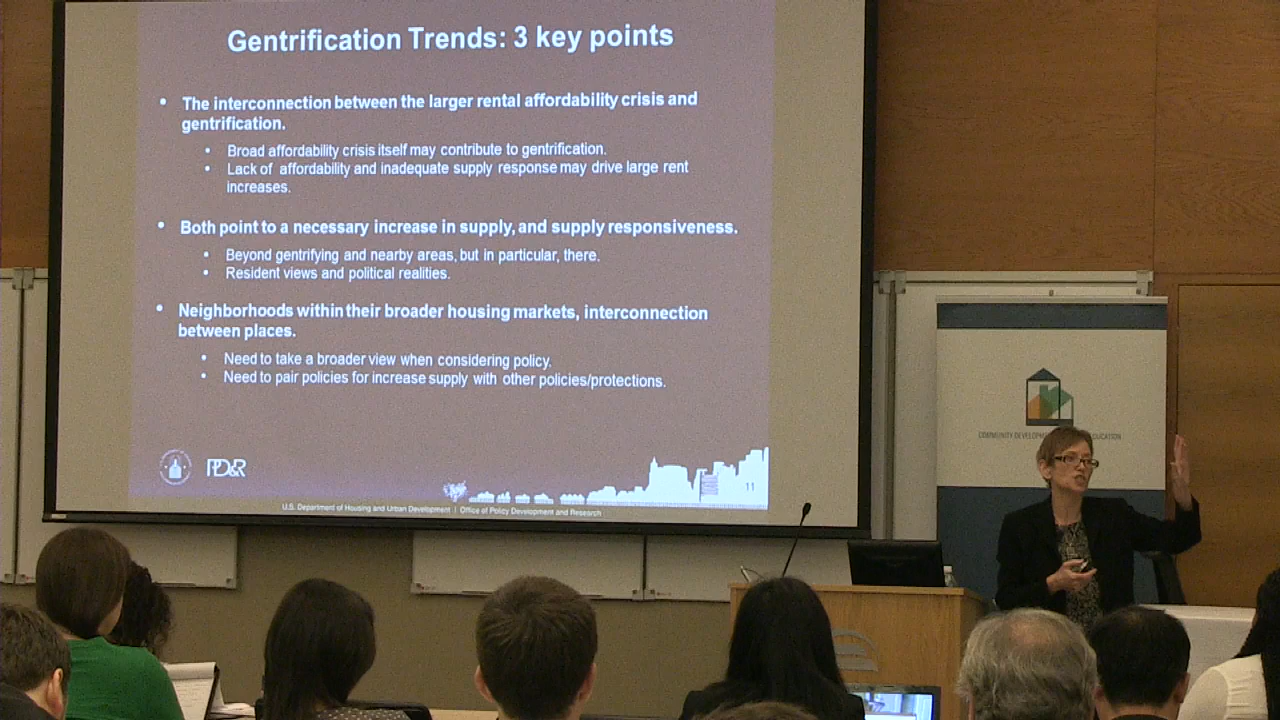 Gentrification Trends: 3 key points
• The interconnection between the larger rental affordability crisis and
gentrification.
• Broad affordability crisis itself may contribute to gentrification.
• Lack of affordability and inadequate supply response may drive large rent
increases.
• Both point to a necessary increase in supply, and supply responsiveness.
• Beyond gentrifying and nearby areas, but in particular, there.
• Resident views and political realities.
• Neighborhoods within their broader housing markets, interconnection
between places.
• Need to take a broader view when considering policy.
• Need to pair policies for increase supply with other policies/protections.
PD&R
11
U.S. Department of Housing and Urban Development | Office of Policy Development and Research
COMMUNITY DEVELOPM EDUCATION